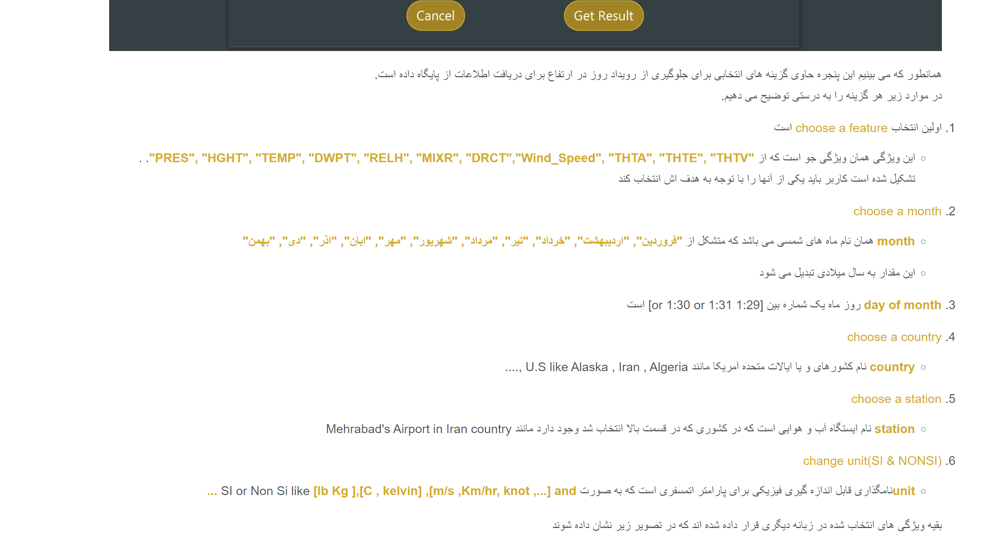 Cancel
Get Result
همانطور که می بینیم این پنجره حاوی گزینه های انتخابی برای جلوگیری از رویداد روز در ارتفاع برای دریافت اطلاعات از پایگاه داده است.
در موارد زیر هر گزینه را به درستی توضیح می دهیم.
1. اولین انتخاب choose a feature است
این ویژگی همان ویژگی جو است که از "PRES", "HGHT", "TEMP", "DWPT", "RELH", "MIXR", "DRCT","Wind_Speed", "THTA", "THTE", "THTV". .
تشکیل شده است کاربر باید یکی از آنها را با توجه به هدف اش انتخاب کند
2. choose a month
month همان نام ماه های شمسی می باشد که متشکل از "فروردین", "اردیبهشت", "خرداد", "تیر", "مرداد", "شهریور", "مهر", "ابان", "اذر", "دی", "بهمن"
این مقدار به سال میلادی تبدیل می شود
3. day of month روز ماه یک شماره بین [1:29 or 1:30 or 1:31] است
4. choose a country
country نام کشورهای و یا ایالات متحده آمریکا مانند U.S like Alaska , Iran , Algeria ,....
5. choose a station
station نام ایستگاه آب و هوایی است که در کشوری که در قسمت بالا انتخاب شد وجود دارد مانند Mehrabad's Airport in Iran country
6. change unit(SI & NONSI)
unitنامگذاری قابل اندازه گیری فیزیکی برای پارامتر اتمسفری است که به صورت SI or Non Si like [lb Kg ],[C , kelvin] ,[m/s ,Km/hr, knot ,...] and ...
بقیه ویژگی های انتخاب شده در زبانه دیگری قرار داده شده اند که در تصویر زیر نشان داده شوند